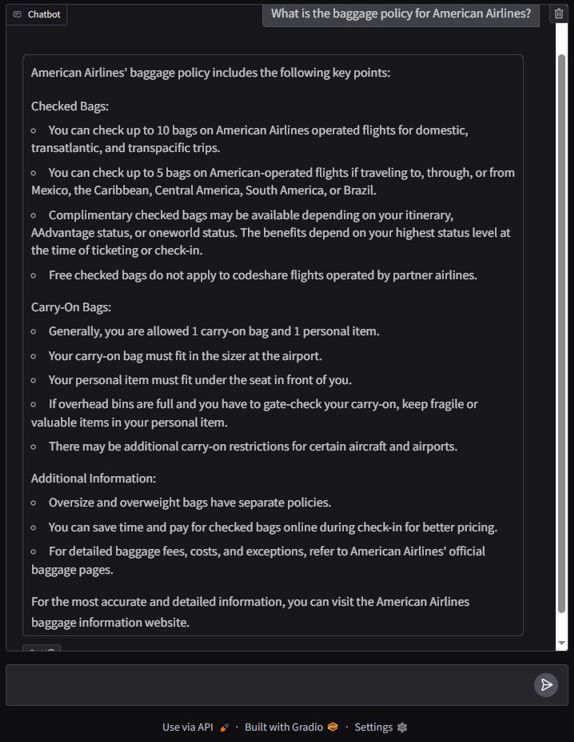 Chatbot
What is the baggage policy for American Airlines?
American Airlines' baggage policy includes the following key points:
Checked Bags:
You can check up to 10 bags on American Airlines operated flights for domestic,
transatlantic, and transpacific trips.
You can check up to 5 bags on American-operated flights if traveling to, through, or from
Mexico, the Caribbean, Central America, South America, or Brazil.
Complimentary checked bags may be available depending on your itinerary,
AAdvantage status, or oneworld status. The benefits depend on your highest status level at
the time of ticketing or check-in.
Free checked bags do not apply to codeshare flights operated by partner airlines.
Carry-On Bags:
Generally, you are allowed 1 carry-on bag and 1 personal item.
Your carry-on bag must fit in the sizer at the airport.
Your personal item must fit under the seat in front of you.
If overhead bins are full and you have to gate-check your carry-on, keep fragile or
valuable items in your personal item.
There may be additional carry-on restrictions for certain aircraft and airports.
Additional Information:
Oversize and overweight bags have separate policies.
You can save time and pay for checked bags online during check-in for better pricing.
For detailed baggage fees, costs, and exceptions, refer to American Airlines' official
baggage pages.
For the most accurate and detailed information, you can visit the American Airlines
baggage information website.
Use via API · Built with Gradio · Settings